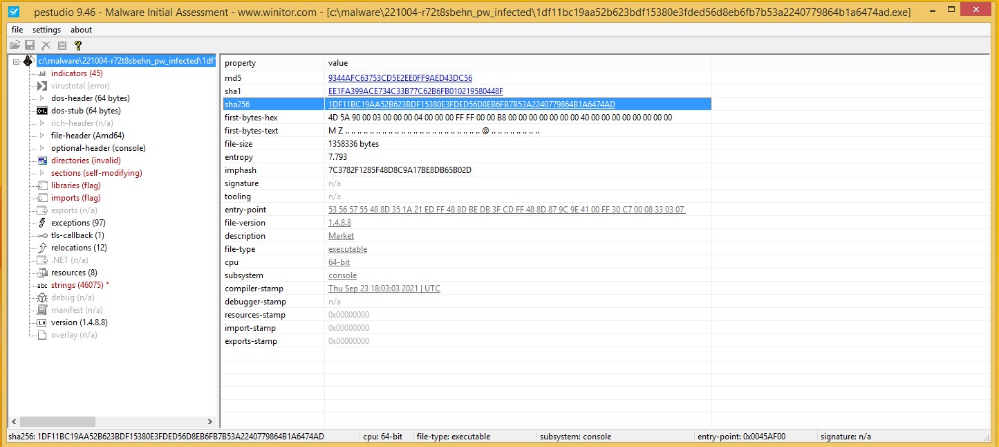 pestudio 9.46 - Malware Initial Assessment - www.winitor.com - [c:\malware\221004-r72t8sbehn_pw_infected\1df11bc19aa52b623bdf15380e3fded56d8eb6fb7b53a2240779864b1a6474ad.exe]
file settings about
c:\malware\221004-r72t8sbehn_pw_infected\1df1
indicators (45)
virustotal (error)
dos-header (64 bytes)
dos-stub (64 bytes)
rich-header (n/a)
file-header (Amd64)
optional-header (console)
directories (invalid)
sections (self-modifying)
libraries (flag)
imports (flag)
exports (n/a)
exceptions (97)
tls-callback (1)
relocations (12)
.NET (n/a)
resources (8)
abc strings (46075) *
debug (n/a)
manifest (n/a)
1.0 version (1.4.8.8)
overlay (n/a)
property value
md5 9344AFC63753CD5E2EE0FF9AED43DC56
sha1 EE1FA399ACE734C33B77C62B6FB010219580448F
sha256 1DF11BC19AA52B623BDF15380E3FDED56D8EB6FB7B53A2240779864B1A6474AD
first-bytes-hex 4D 5A 90 00 03 00 00 00 04 00 00 00 FF FF 00 00 B8 00 00 00 00 00 00 00 40 00 00 00 00 00 00 00
first-bytes-text M Z .. .. .. .. .. .. .. .. .. .. .. .. .. .. .. .. .. .. .. .. .. .. @ .. .. .. .. .. .. ..
file-size 1358336 bytes
entropy 7.793
imphash 7C3782F1285F48D8C9A17BE8DB65B02D
signature n/a
tooling n/a
entry-point 53 56 57 55 48 8D 35 1A 21 ED FF 48 8D BE DB 3F CD FF 48 8D 87 9C 9E 41 00 FF 30 C7 00 08 33 03 07
file-version 1.4.8.8
description Market
file-type executable
cpu 64-bit
subsystem console
compiler-stamp Thu Sep 23 18:03:03 2021 | UTC
debugger-stamp n/a
resources-stamp 0x00000000
import-stamp 0x00000000
exports-stamp 0x00000000
sha256: 1DF11BC19AA52B623BDF15380E3FDED56D8EB6FB7B53A2240779864B1A6474AD cpu: 64-bit file-type: executable subsystem: console entry-point: 0x0045AF00 signature: n/a